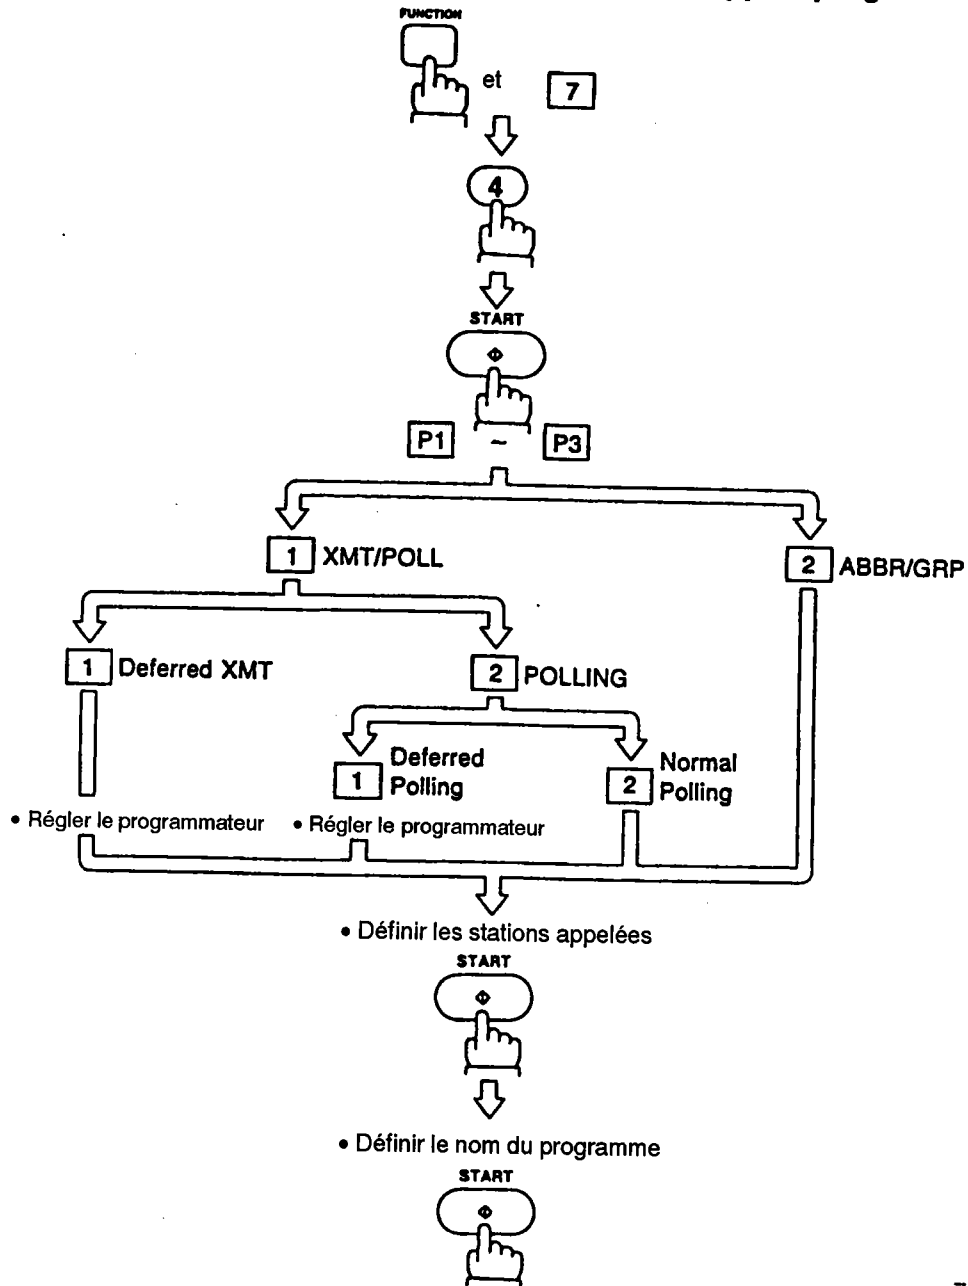 FUNCTION
et 7
4
START
P1 ~ P3
1 XMT/POLL
2 ABBR/GRP
1 Deferred XMT
2 POLLING
1 Deferred
Polling
2 Normal
Polling
• Régler le programmateur
• Régler le programmateur
• Définir les stations appelées
START
• Définir le nom du programme
START